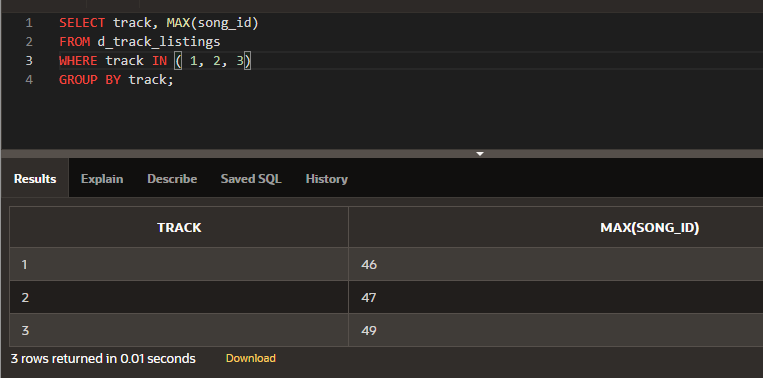 1 SELECT track, MAX(song_id)
2 FROM d_track_listings
3 WHERE track IN ( 1, 2, 3)
4 GROUP BY track;
Results Explain Describe Saved SQL History
TRACK MAX(SONG_ID)
1 46
2 47
3 49
3 rows returned in 0.01 seconds Download